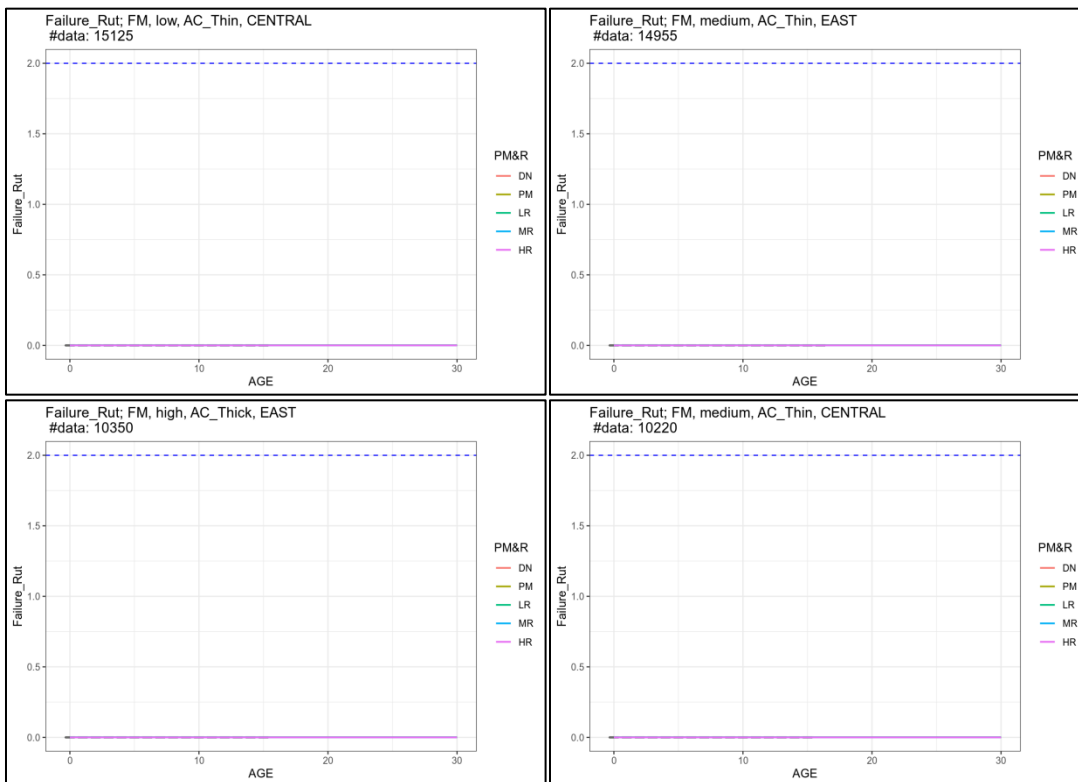 Failure_Rut; FM, low, AC_Thin, CENTRAL
#data: 15125
2.0
1.5
1.0
0.5
0.0
Failure_Rut
0
10
20
30
AGE
PM&R
DN
PM
LR
MR
HR
Failure_Rut; FM, medium, AC_Thin, EAST
#data: 14955
2.0
1.5
1.0
0.5
0.0
Failure_Rut
0
10
20
30
AGE
PM&R
DN
PM
LR
MR
HR
Failure_Rut; FM, high, AC_Thick, EAST
#data: 10350
2.0
1.5
1.0
0.5
0.0
Failure_Rut
0
10
20
30
AGE
PM&R
DN
PM
LR
MR
HR
Failure_Rut; FM, medium, AC_Thin, CENTRAL
#data: 10220
2.0
1.5
1.0
0.5
0.0
Failure_Rut
0
10
20
30
AGE
PM&R
DN
PM
LR
MR
HR